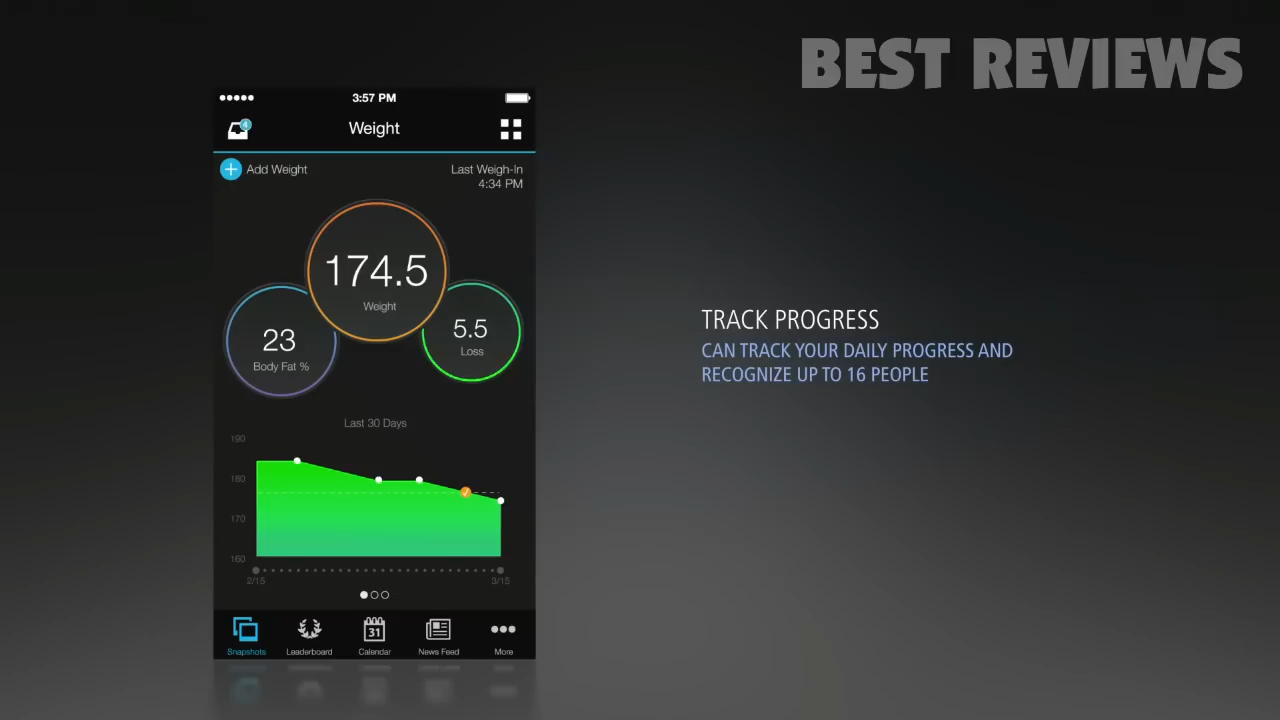 BEST REVIEWS
3:57 PM
4
Weight
Add Weight
Last Weigh-In
4:34 PM
174.5
Weight
23
Body Fat %
5.5
Loss
Last 30 Days
190
180
170
160
2/15
3/15
31
Snapshots
Leaderboard
Calendar
News Feed
More
TRACK PROGRESS
CAN TRACK YOUR DAILY PROGRESS AND
RECOGNIZE UP TO 16 PEOPLE